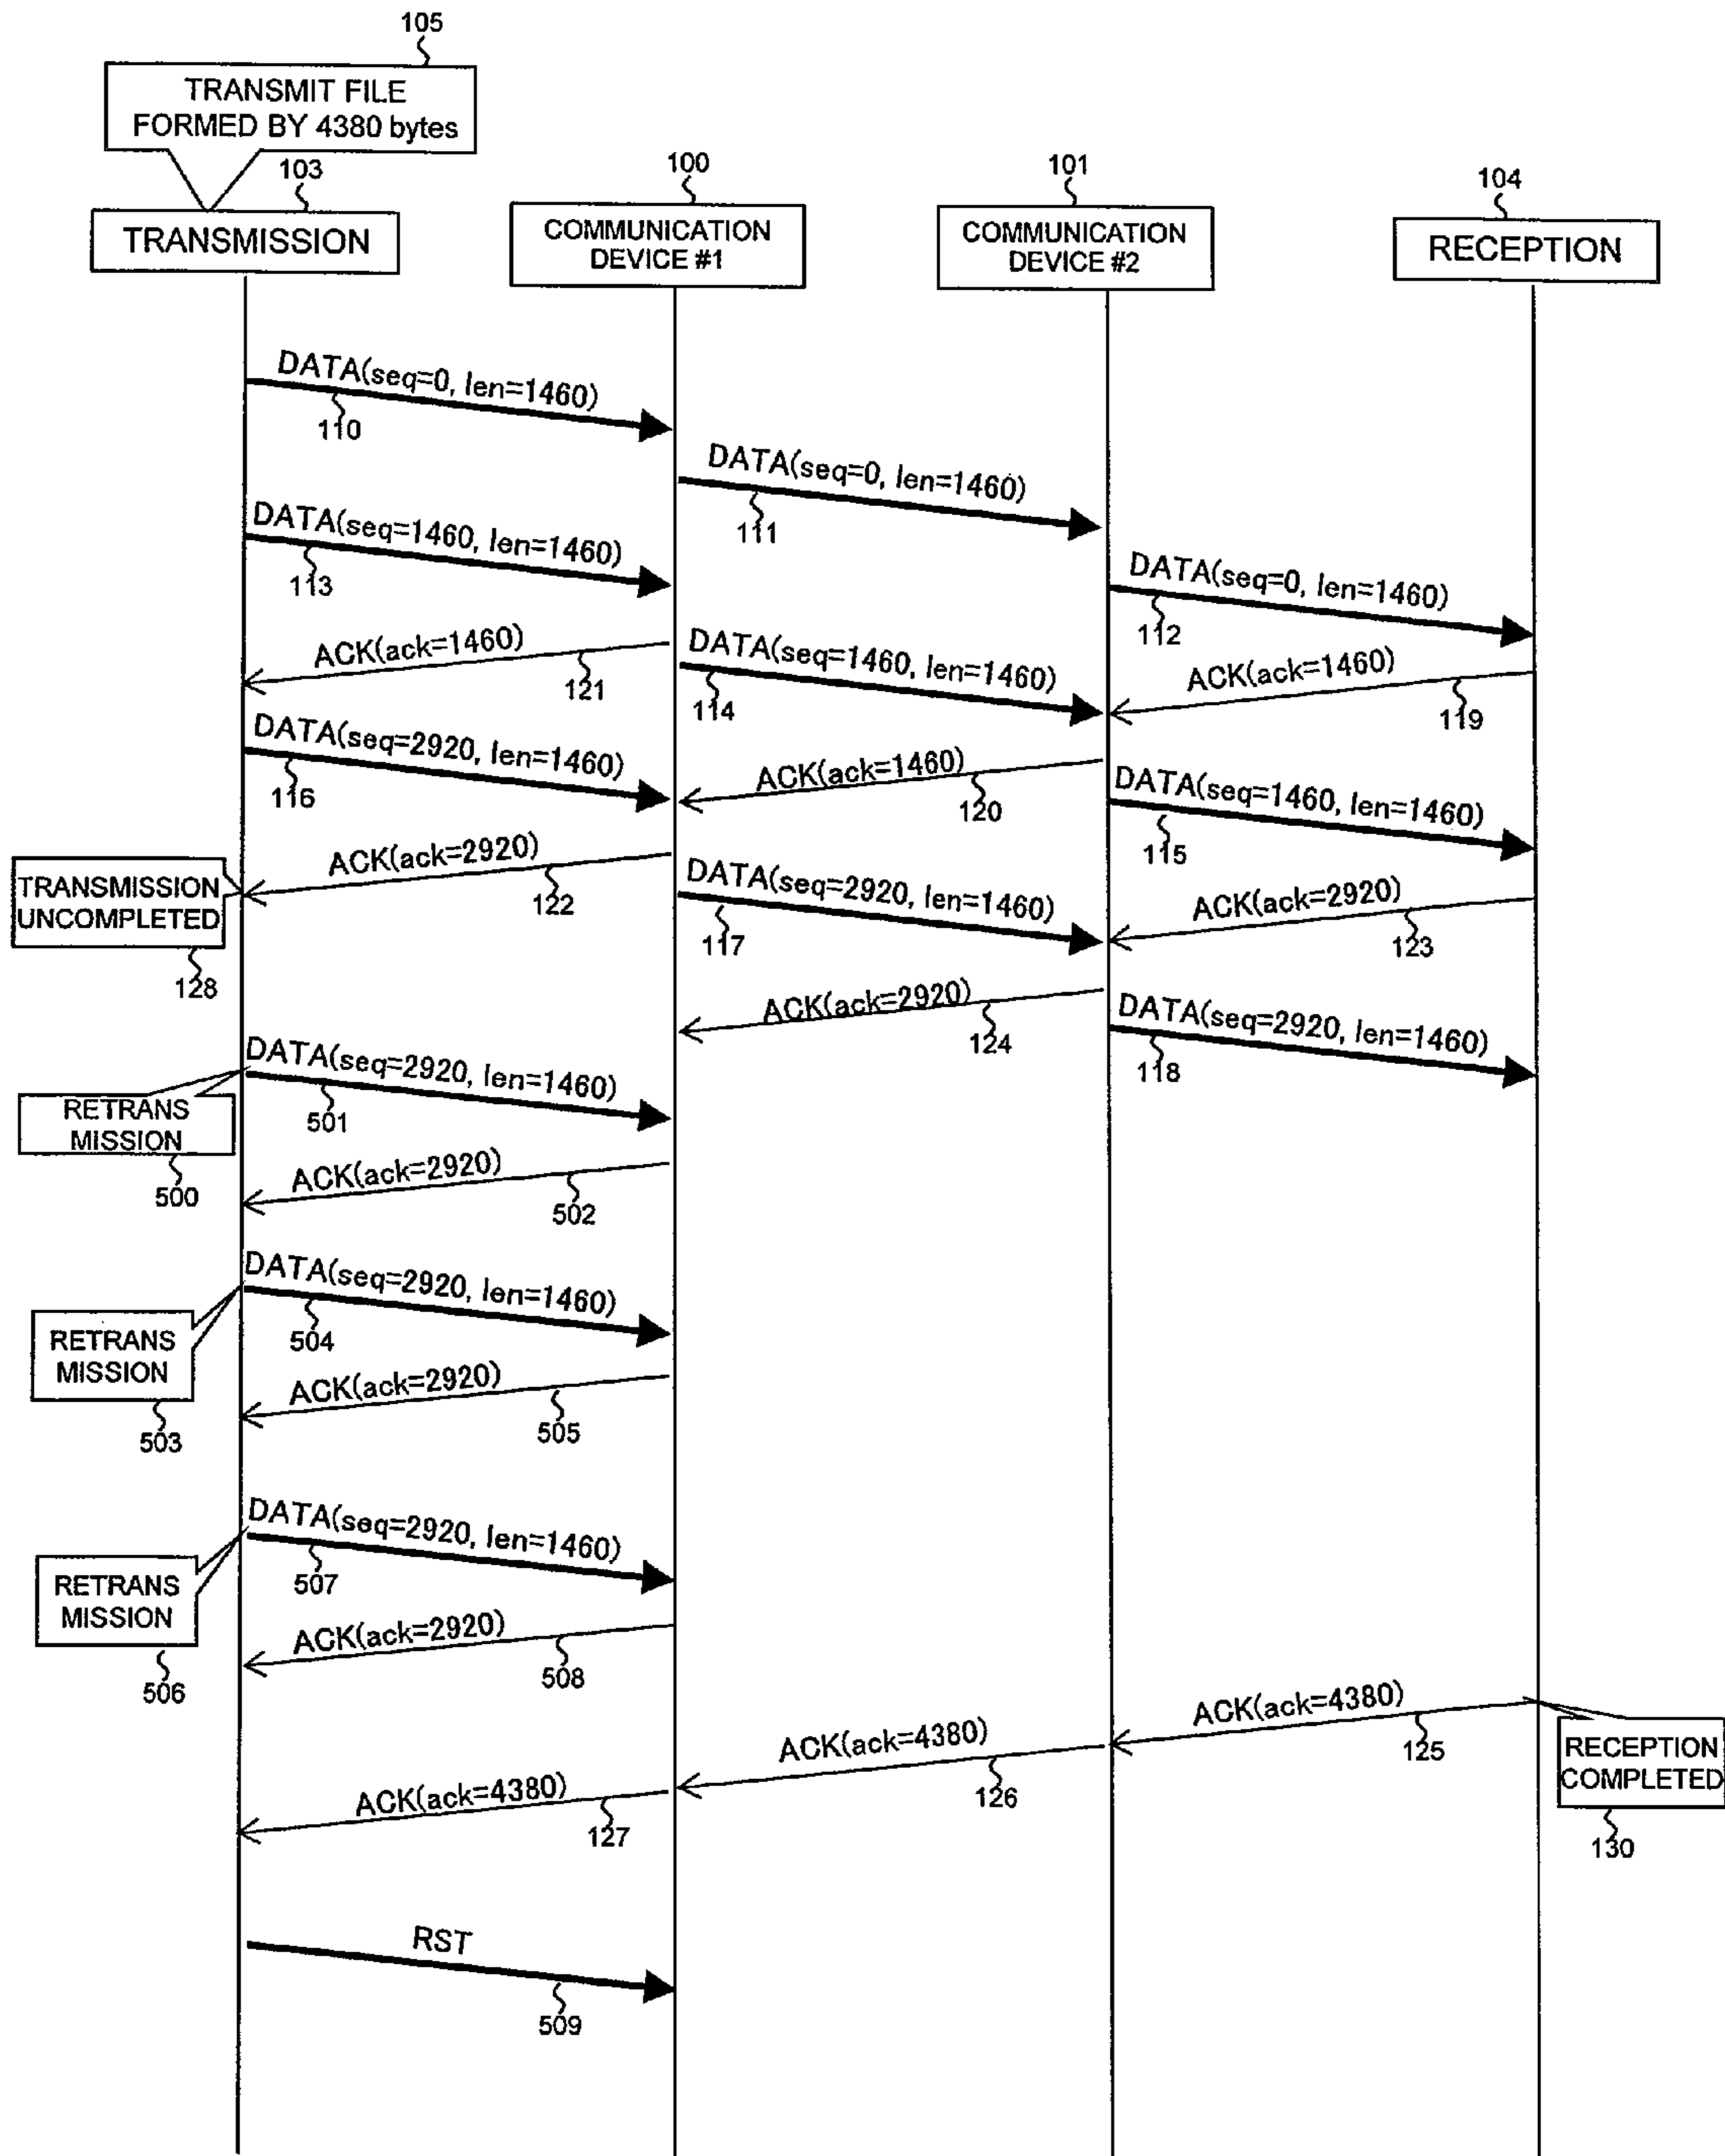 105
TRANSMIT FILE
FORMED BY 4380 bytes
103
100
101
104
TRANSMISSION
COMMUNICATION
DEVICE #1
COMMUNICATION
DEVICE #2
RECEPTION
DATA(seq=0, len=1460)
110
DATA(seq=0, len=1460)
111
DATA(seq=1460, len=1460)
113
DATA(seq=0, len=1460)
112
ACK(ack=1460)
121
DATA(seq=1460, len=1460)
114
ACK(ack=1460)
119
DATA(seq=2920, len=1460)
116
ACK(ack=1460)
120
DATA(seq=1460, len=1460)
115
TRANSMISSION
UNCOMPLETED
128
ACK(ack=2920)
122
DATA(seq=2920, len=1460)
117
ACK(ack=2920)
123
ACK(ack=2920)
124
DATA(seq=2920, len=1460)
118
DATA(seq=2920, len=1460)
501
RETRANS
MISSION
500
ACK(ack=2920)
502
DATA(seq=2920, len=1460)
504
RETRANS
MISSION
503
ACK(ack=2920)
505
DATA(seq=2920, len=1460)
507
RETRANS
MISSION
506
ACK(ack=2920)
508
ACK(ack=4380)
125
RECEPTION
COMPLETED
130
ACK(ack=4380)
126
ACK(ack=4380)
127
RST
509